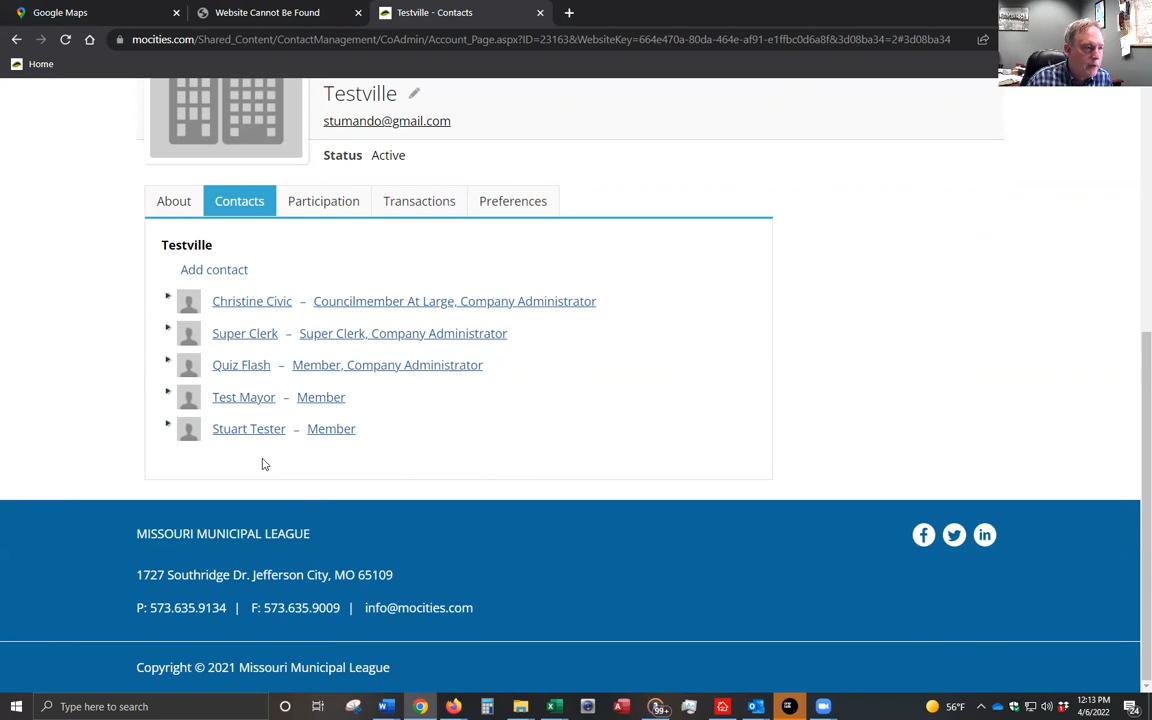 Google Maps
Website Cannot Be Found
Testville - Contacts
mocities.com/Shared_Content/ContactManagement/CoAdmin/Account_Page.aspx?ID=23163&WebsiteKey=664e470a-80da-464e-af91-e1ffbc0d6a8f&3d08ba34=2#3d08ba34
Home
Testville
stumando@gmail.com
Status Active
About Contacts Participation Transactions Preferences
Testville
Add contact
Christine Civic – Councilmember At Large, Company Administrator
Super Clerk – Super Clerk, Company Administrator
Quiz Flash – Member, Company Administrator
Test Mayor – Member
Stuart Tester – Member
MISSOURI MUNICIPAL LEAGUE
1727 Southridge Dr. Jefferson City, MO 65109
P: 573.635.9134 | F: 573.635.9009 | info@mocities.com
Copyright © 2021 Missouri Municipal League
Type here to search
99+
56°F
12:13 PM
4/6/2022
24